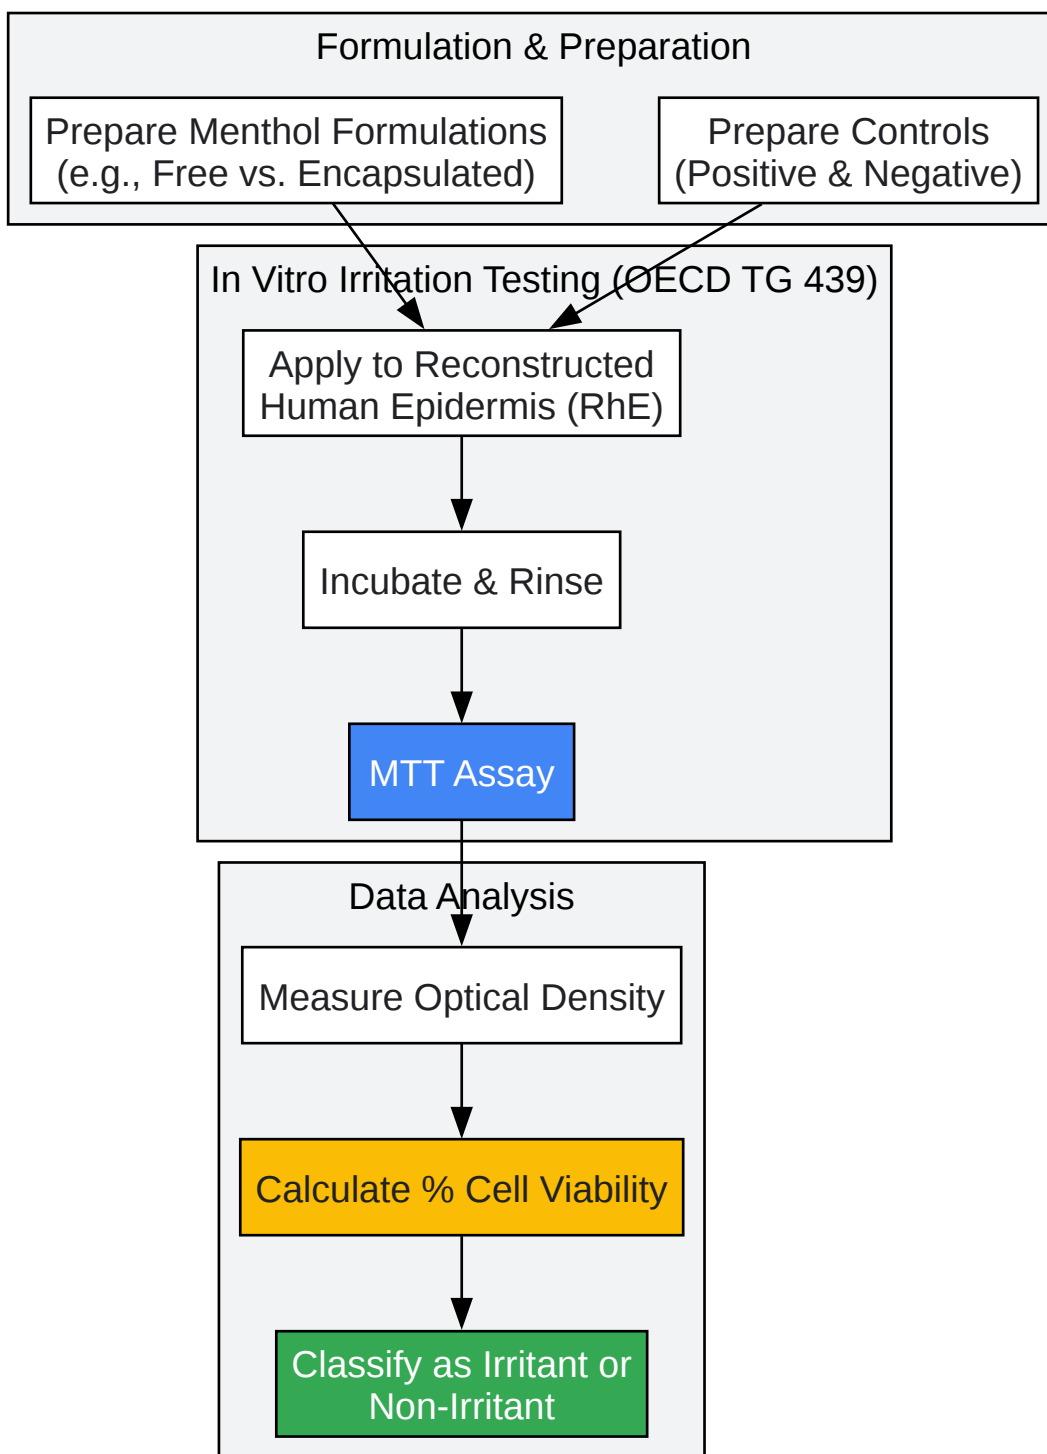 Formulation & Preparation
Prepare Menthol Formulations
(e.g., Free vs. Encapsulated)
Prepare Controls
(Positive & Negative)
In Vitro Irritation Testing (OECD TG 439)
Apply to Reconstructed
Human Epidermis (RhE)
Incubate & Rinse
MTT Assay
Data Analysis
Measure Optical Density
Calculate % Cell Viability
Classify as Irritant or
Non-Irritant